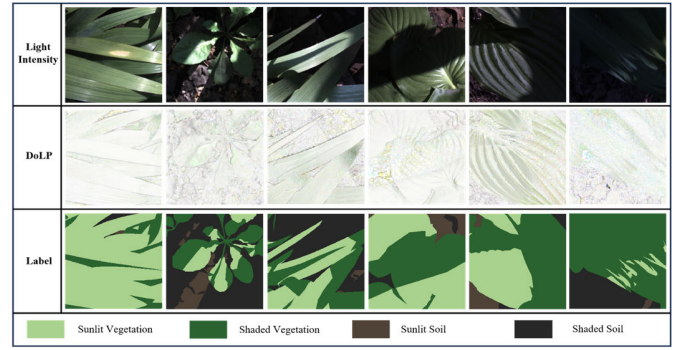 Light
Intensity
DoLP
Label
Sunlit Vegetation
Shaded Vegetation
Sunlit Soil
Shaded Soil